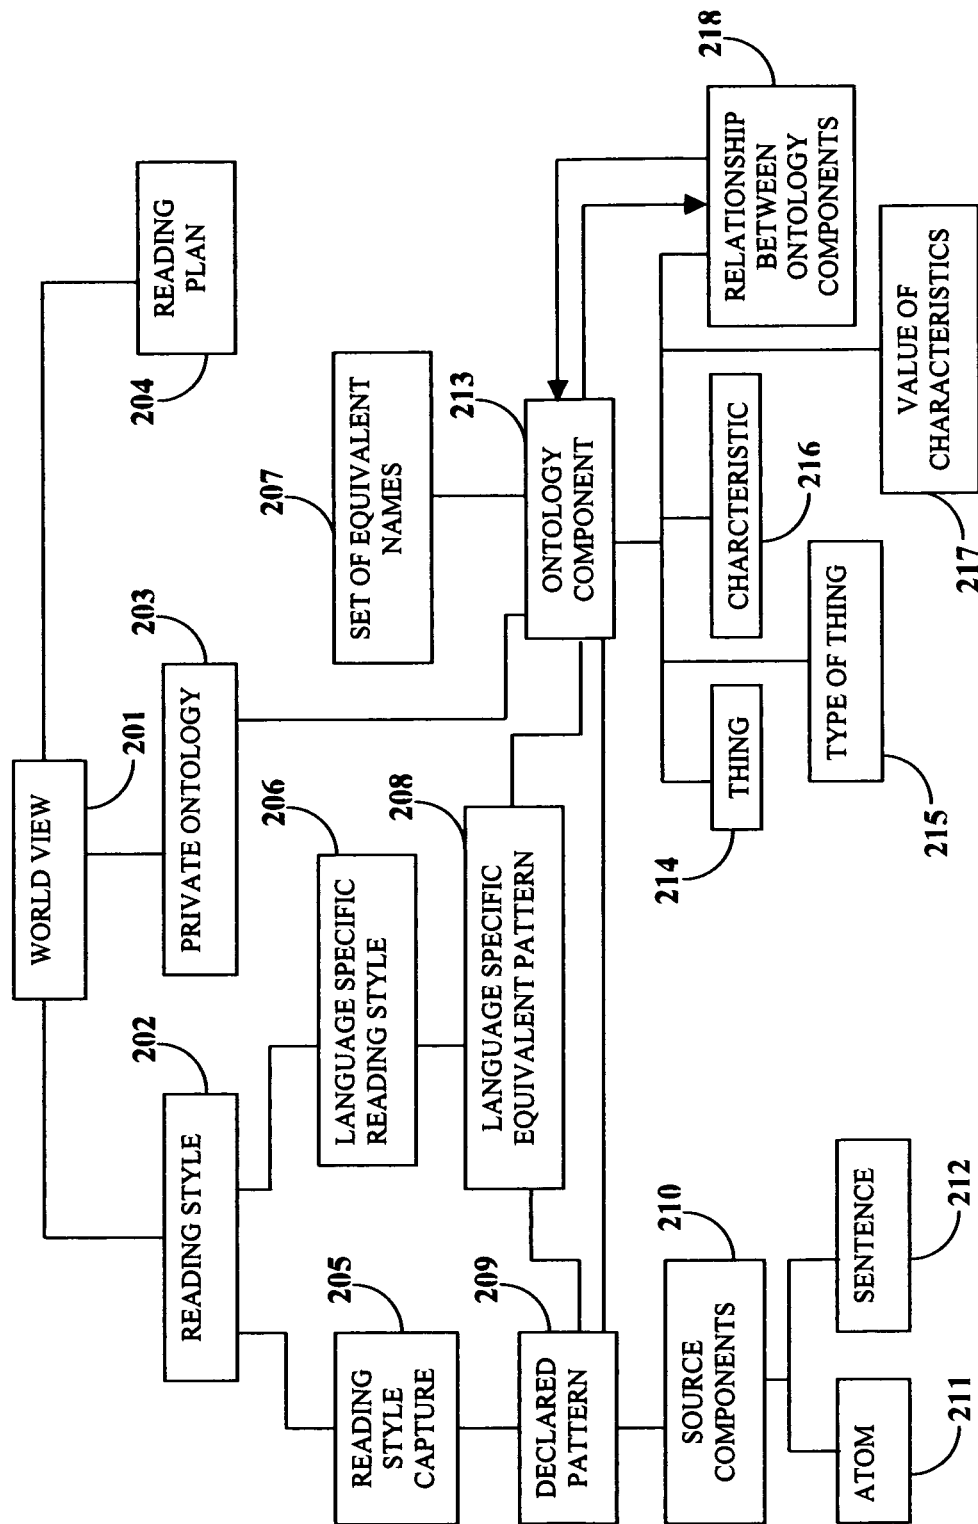 WORLD VIEW
201
READING STYLE
202
PRIVATE ONTOLOGY
203
READING
PLAN
204
READING
STYLE
CAPTURE
205
LANGUAGE SPECIFIC
READING STYLE
206
SET OF EQUIVALENT
NAMES
207
DECLARED
PATTERN
209
LANGUAGE SPECIFIC
EQUIVALENT PATTERN
208
ONTOLOGY
COMPONENT
213
SOURCE
COMPONENTS
210
ATOM
211
SENTENCE
212
THING
214
TYPE OF THING
215
CHARCTERISTIC
216
VALUE OF
CHARACTERISTICS
217
RELATIONSHIP
BETWEEN
ONTOLOGY
COMPONENTS
218